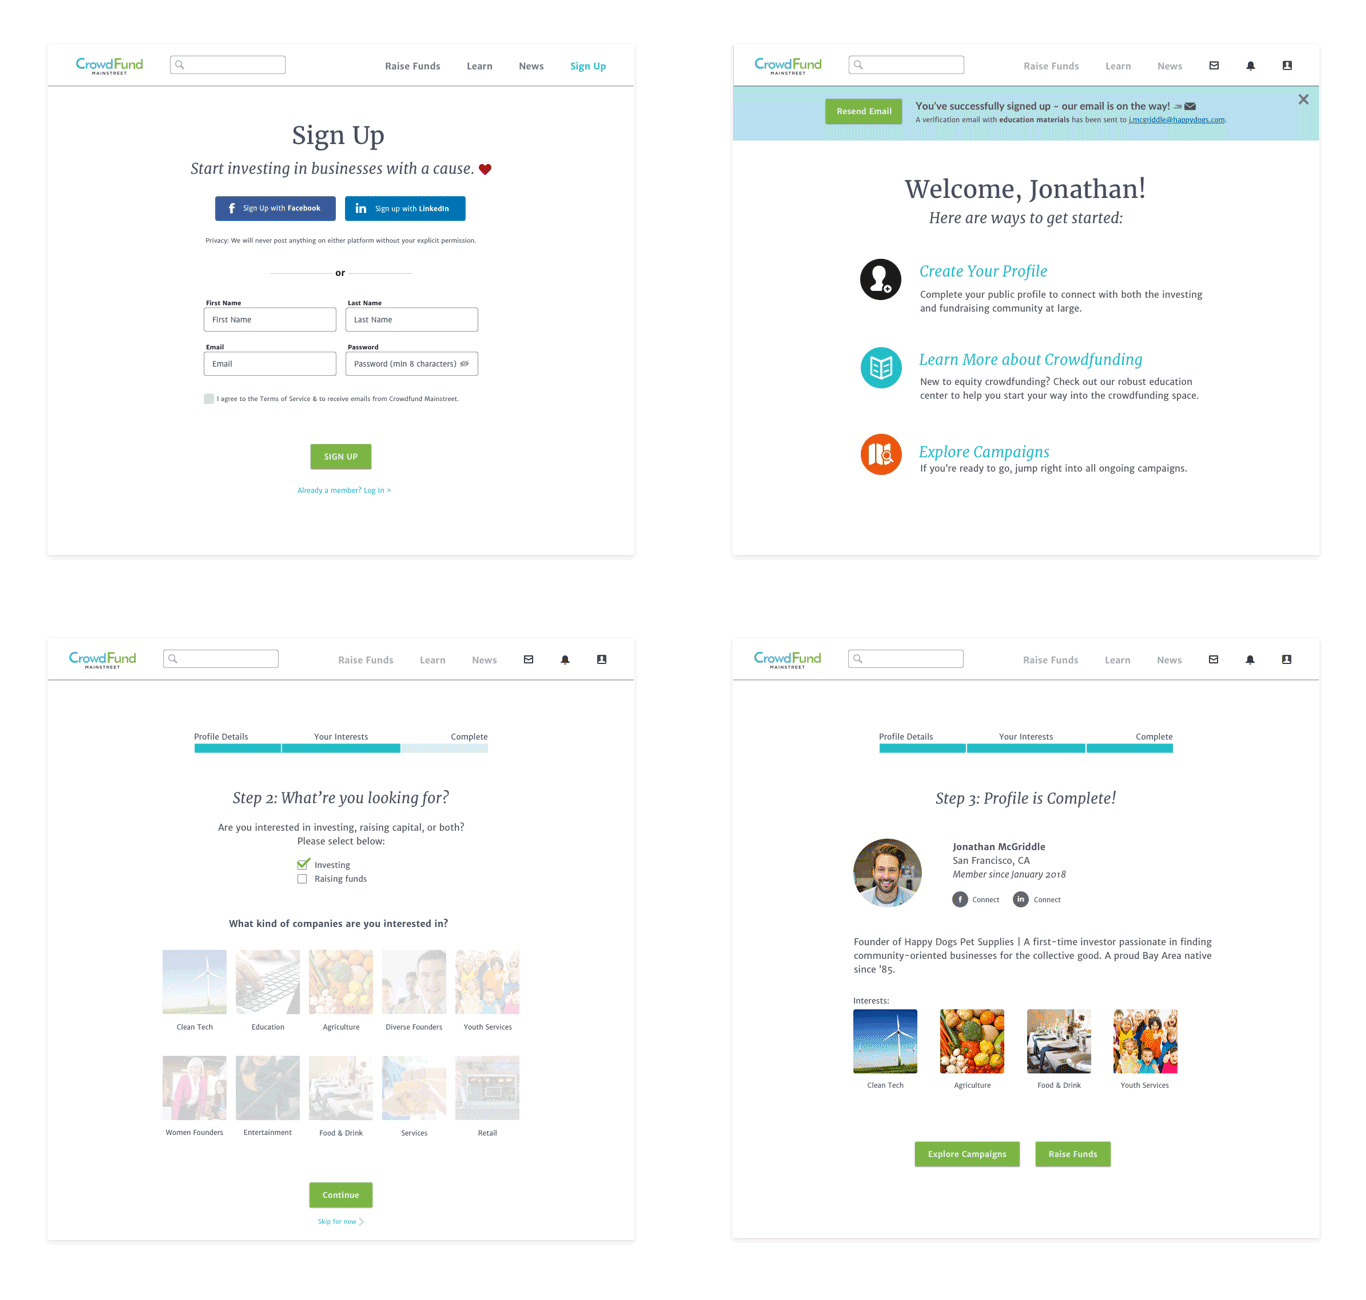 CrowdFund
MAINSTREET
Raise Funds
Learn
News
Sign Up
Sign Up
Start investing in businesses with a cause.
f Sign Up with Facebook
in Sign up with LinkedIn
Privacy: We will never post anything on either platform without your explicit permission.
or
First Name
Last Name
First Name
Last Name
Email
Password
Email
Password (min 8 characters)
I agree to the Terms of Service & to receive emails from Crowdfund Mainstreet.
SIGN UP
Already a member? Log In >
CrowdFund
MAINSTREET
Raise Funds
Learn
News
Resend Email
You've successfully signed up – our email is on the way!
A verification email with education materials has been sent to j.mcgriddle@happydogs.com.
Welcome, Jonathan!
Here are ways to get started:
Create Your Profile
Complete your public profile to connect with both the investing
and fundraising community at large.
Learn More about Crowdfunding
New to equity crowdfunding? Check out our robust education
center to help you start your way into the crowdfunding space.
Explore Campaigns
If you're ready to go, jump right into all ongoing campaigns.
CrowdFund
MAINSTREET
Raise Funds
Learn
News
Profile Details
Your Interests
Complete
Step 2: What're you looking for?
Are you interested in investing, raising capital, or both?
Please select below:
Investing
Raising funds
What kind of companies are you interested in?
Clean Tech
Education
Agriculture
Diverse Founders
Youth Services
Women Founders
Entertainment
Food & Drink
Services
Retail
Continue
Skip for now
CrowdFund
MAINSTREET
Raise Funds
Learn
News
Profile Details
Your Interests
Complete
Step 3: Profile is Complete!
Jonathan McGriddle
San Francisco, CA
Member since January 2018
f Connect
in Connect
Founder of Happy Dogs Pet Supplies | A first-time investor passionate in finding
community-oriented businesses for the collective good. A proud Bay Area native
since '85.
Interests:
Clean Tech
Agriculture
Food & Drink
Youth Services
Explore Campaigns
Raise Funds